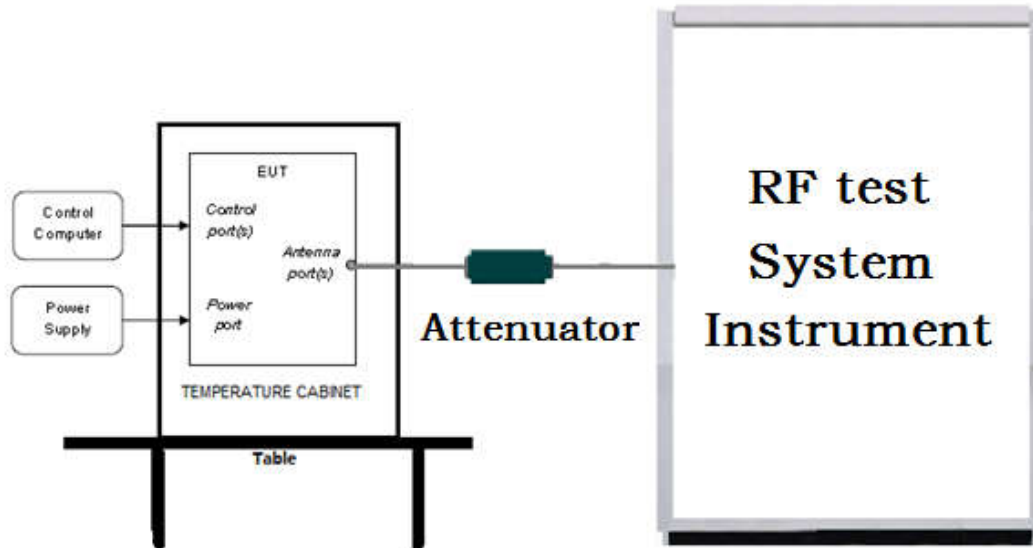 EUT
Control
Computer
Control
port(s)
Antenna
port(s)
Power
Supply
Power
port
TEMPERATURE CABINET
Table
Attenuator
RF test
System
Instrument